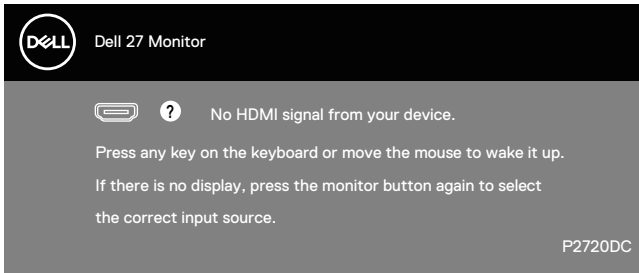 DELL
Dell 27 Monitor
? No HDMI signal from your device.
Press any key on the keyboard or move the mouse to wake it up.
If there is no display, press the monitor button again to select
the correct input source.
P2720DC